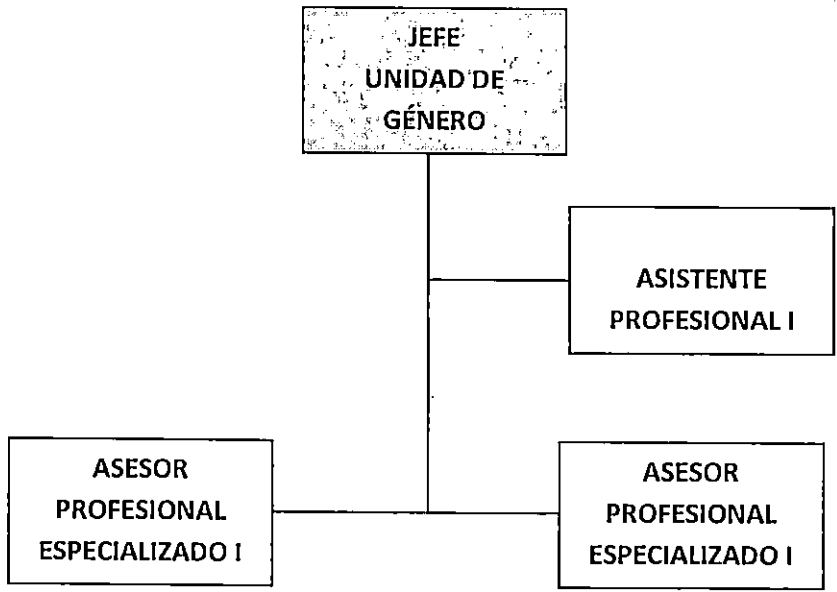 JEFE
UNIDAD DE
GÉNERO
ASISTENTE
PROFESIONAL I
ASESOR
PROFESIONAL
ESPECIALIZADO I
ASESOR
PROFESIONAL
ESPECIALIZADO I